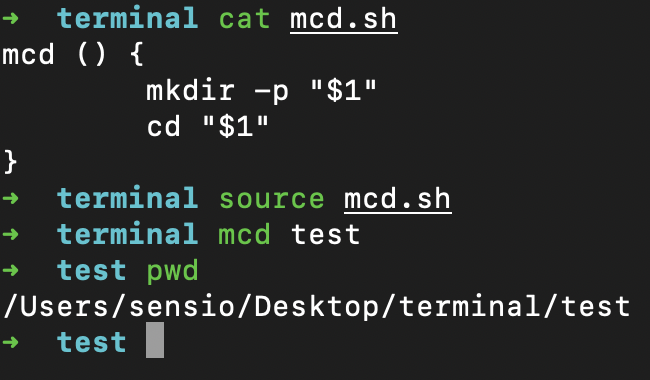 ➜  terminal cat mcd.sh
mcd () {
        mkdir -p "$1"
        cd "$1"
}
➜  terminal source mcd.sh
➜  terminal mcd test
➜  test pwd
/Users/sensio/Desktop/terminal/test
➜  test